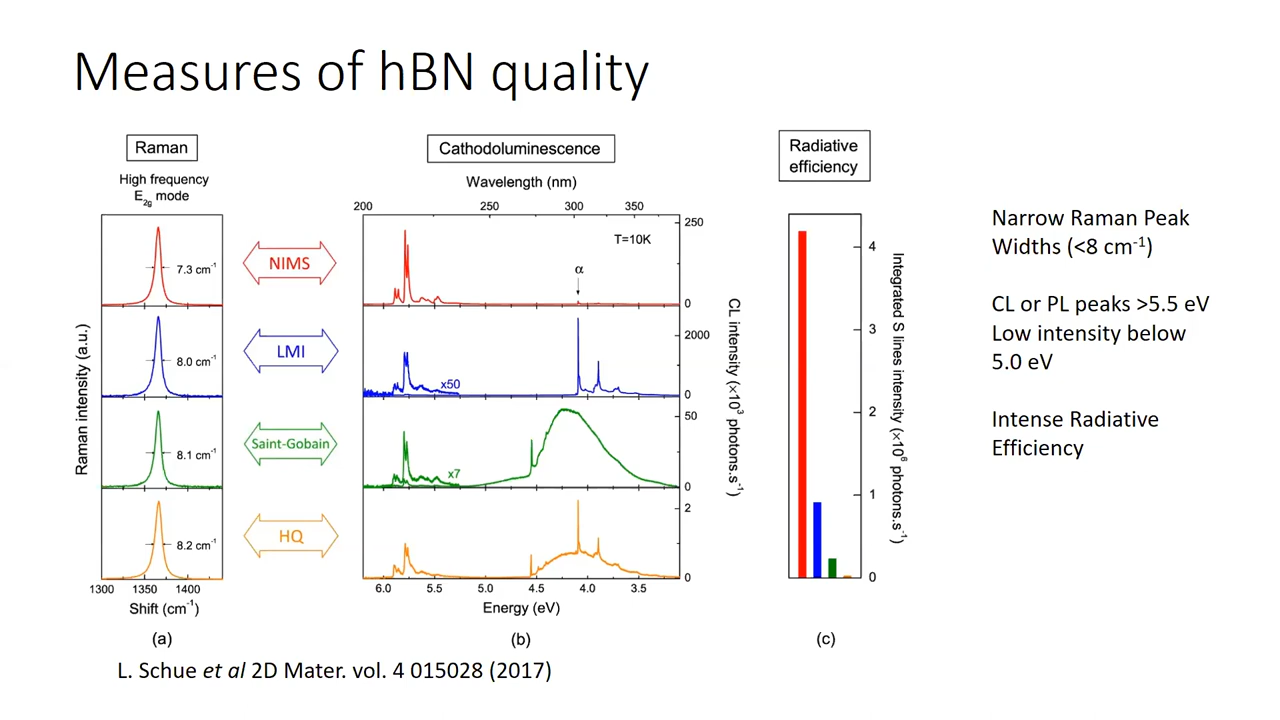 Measures of hBN quality
Raman
High frequency
E2g mode
7.3 cm-1
8.0 cm-1
8.1 cm-1
8.2 cm-1
Raman intensity (a.u.)
1300 1350 1400
Shift (cm-1)
(a)
NIMS
LMI
Saint-Gobain
HQ
Cathodoluminescence
Wavelength (nm)
200 250 300 350
T=10K
α
250
0
x50
2000
0
x7
50
0
2
0
CL intensity (×10³ photons.s-1)
6.0 5.5 5.0 4.5 4.0 3.5
Energy (eV)
(b)
Radiative
efficiency
4
3
2
1
0
Integrated S lines intensity (×10⁶ photons.s-1)
(c)
Narrow Raman Peak
Widths (<8 cm-1)
CL or PL peaks >5.5 eV
Low intensity below
5.0 eV
Intense Radiative
Efficiency
L. Schue et al 2D Mater. vol. 4 015028 (2017)